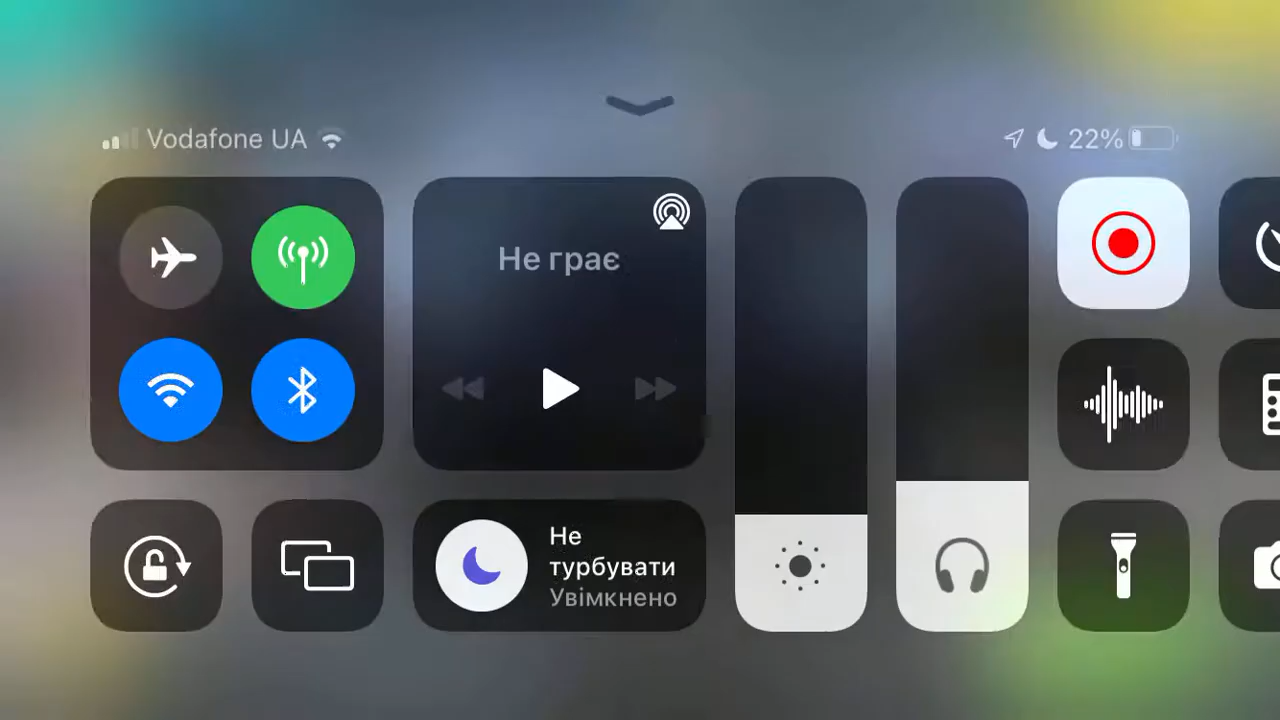 Vodafone UA
22%
Не грає
Не
турбувати
Увімкнено